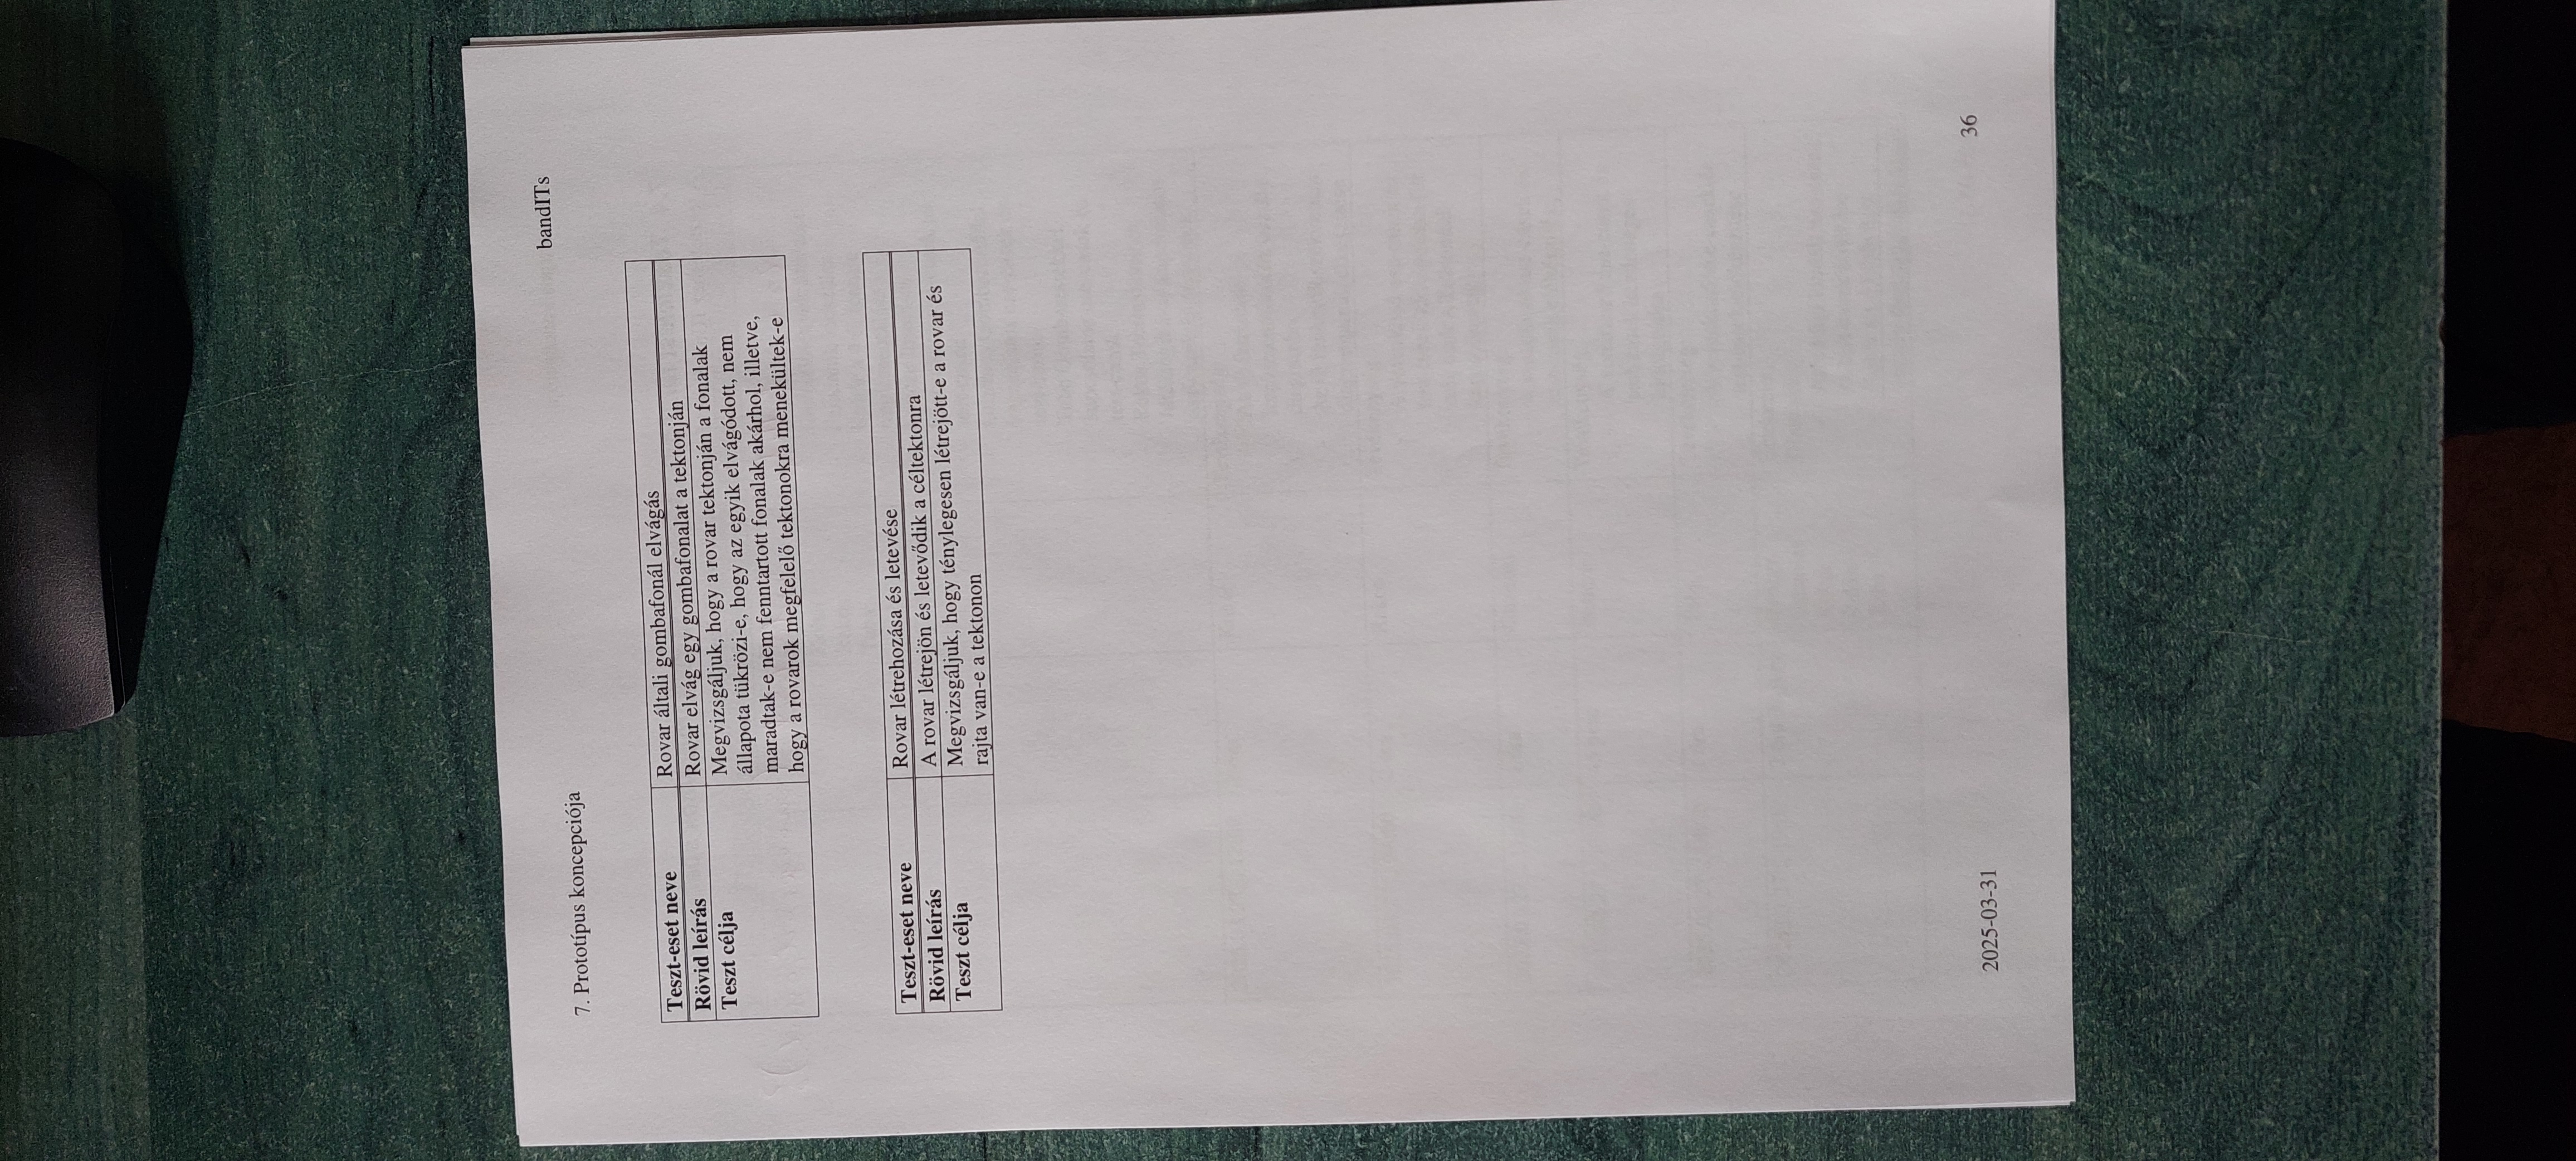 7. Prototípus koncepciója bandITs
Teszt-eset neve Rovar általi gombafonál elvágás
Rövid leírás Rovar elvág egy gombafonalat a tektonján
Teszt célja Megvizsgáljuk, hogy a rovar tektonján a fonalak
állapota tükrözi-e, hogy az egyik elvágódott, nem
maradtak-e nem fenntartott fonalak akárhol, illetve,
hogy a rovarok megfelelő tektonokra menekültek-e
Teszt-eset neve Rovar létrehozása és letevése
Rövid leírás A rovar létrejön és letevődik a céltektonra
Teszt célja Megvizsgáljuk, hogy ténylegesen létrejött-e a rovar és
rajta van-e a tektonon
2025-03-31 36